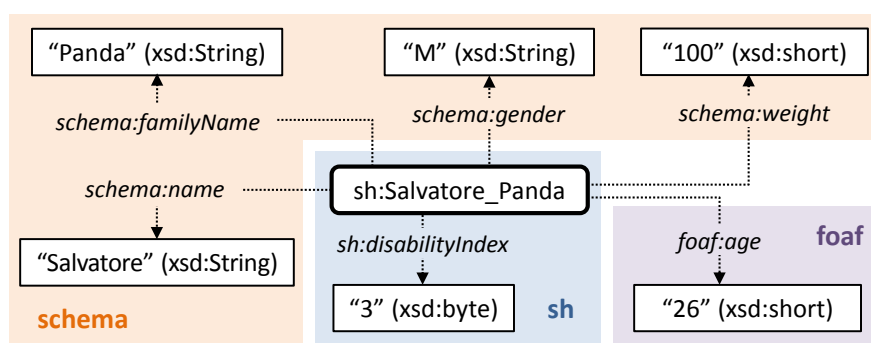 “Panda” (xsd:String)
“M” (xsd:String)
“100” (xsd:short)
schema:familyName
schema:gender
schema:weight
schema:name
sh:Salvatore_Panda
sh:disabilityIndex
foaf:age
foaf
“Salvatore” (xsd:String)
“3” (xsd:byte)
“26” (xsd:short)
schema
sh